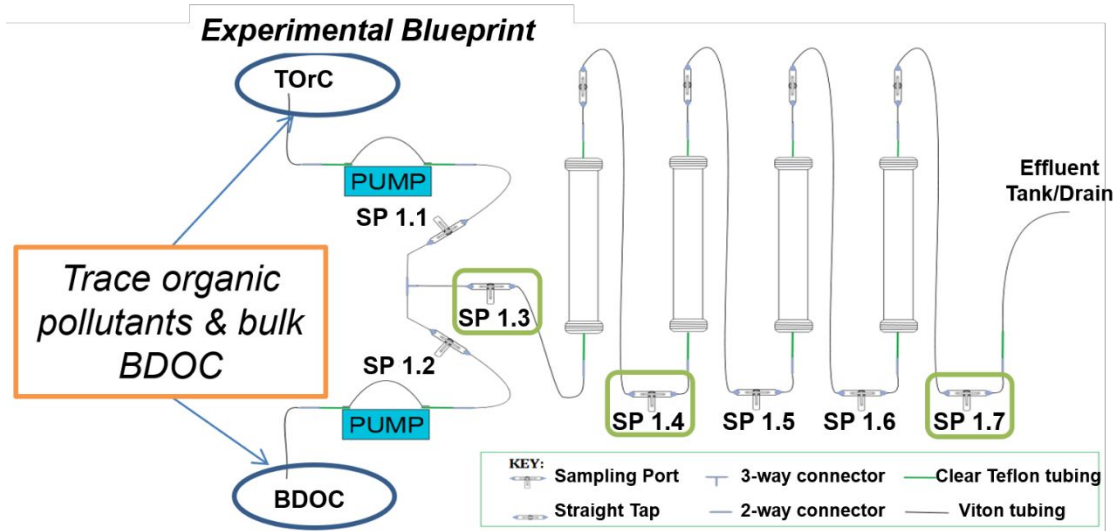 Experimental Blueprint
TOrC
PUMP
SP 1.1
Trace organic
pollutants & bulk
BDOC
SP 1.3
SP 1.2
PUMP
BDOC
SP 1.4
SP 1.5
SP 1.6
SP 1.7
Effluent
Tank/Drain
KEY:
Sampling Port
3-way connector
Clear Teflon tubing
Straight Tap
2-way connector
Viton tubing